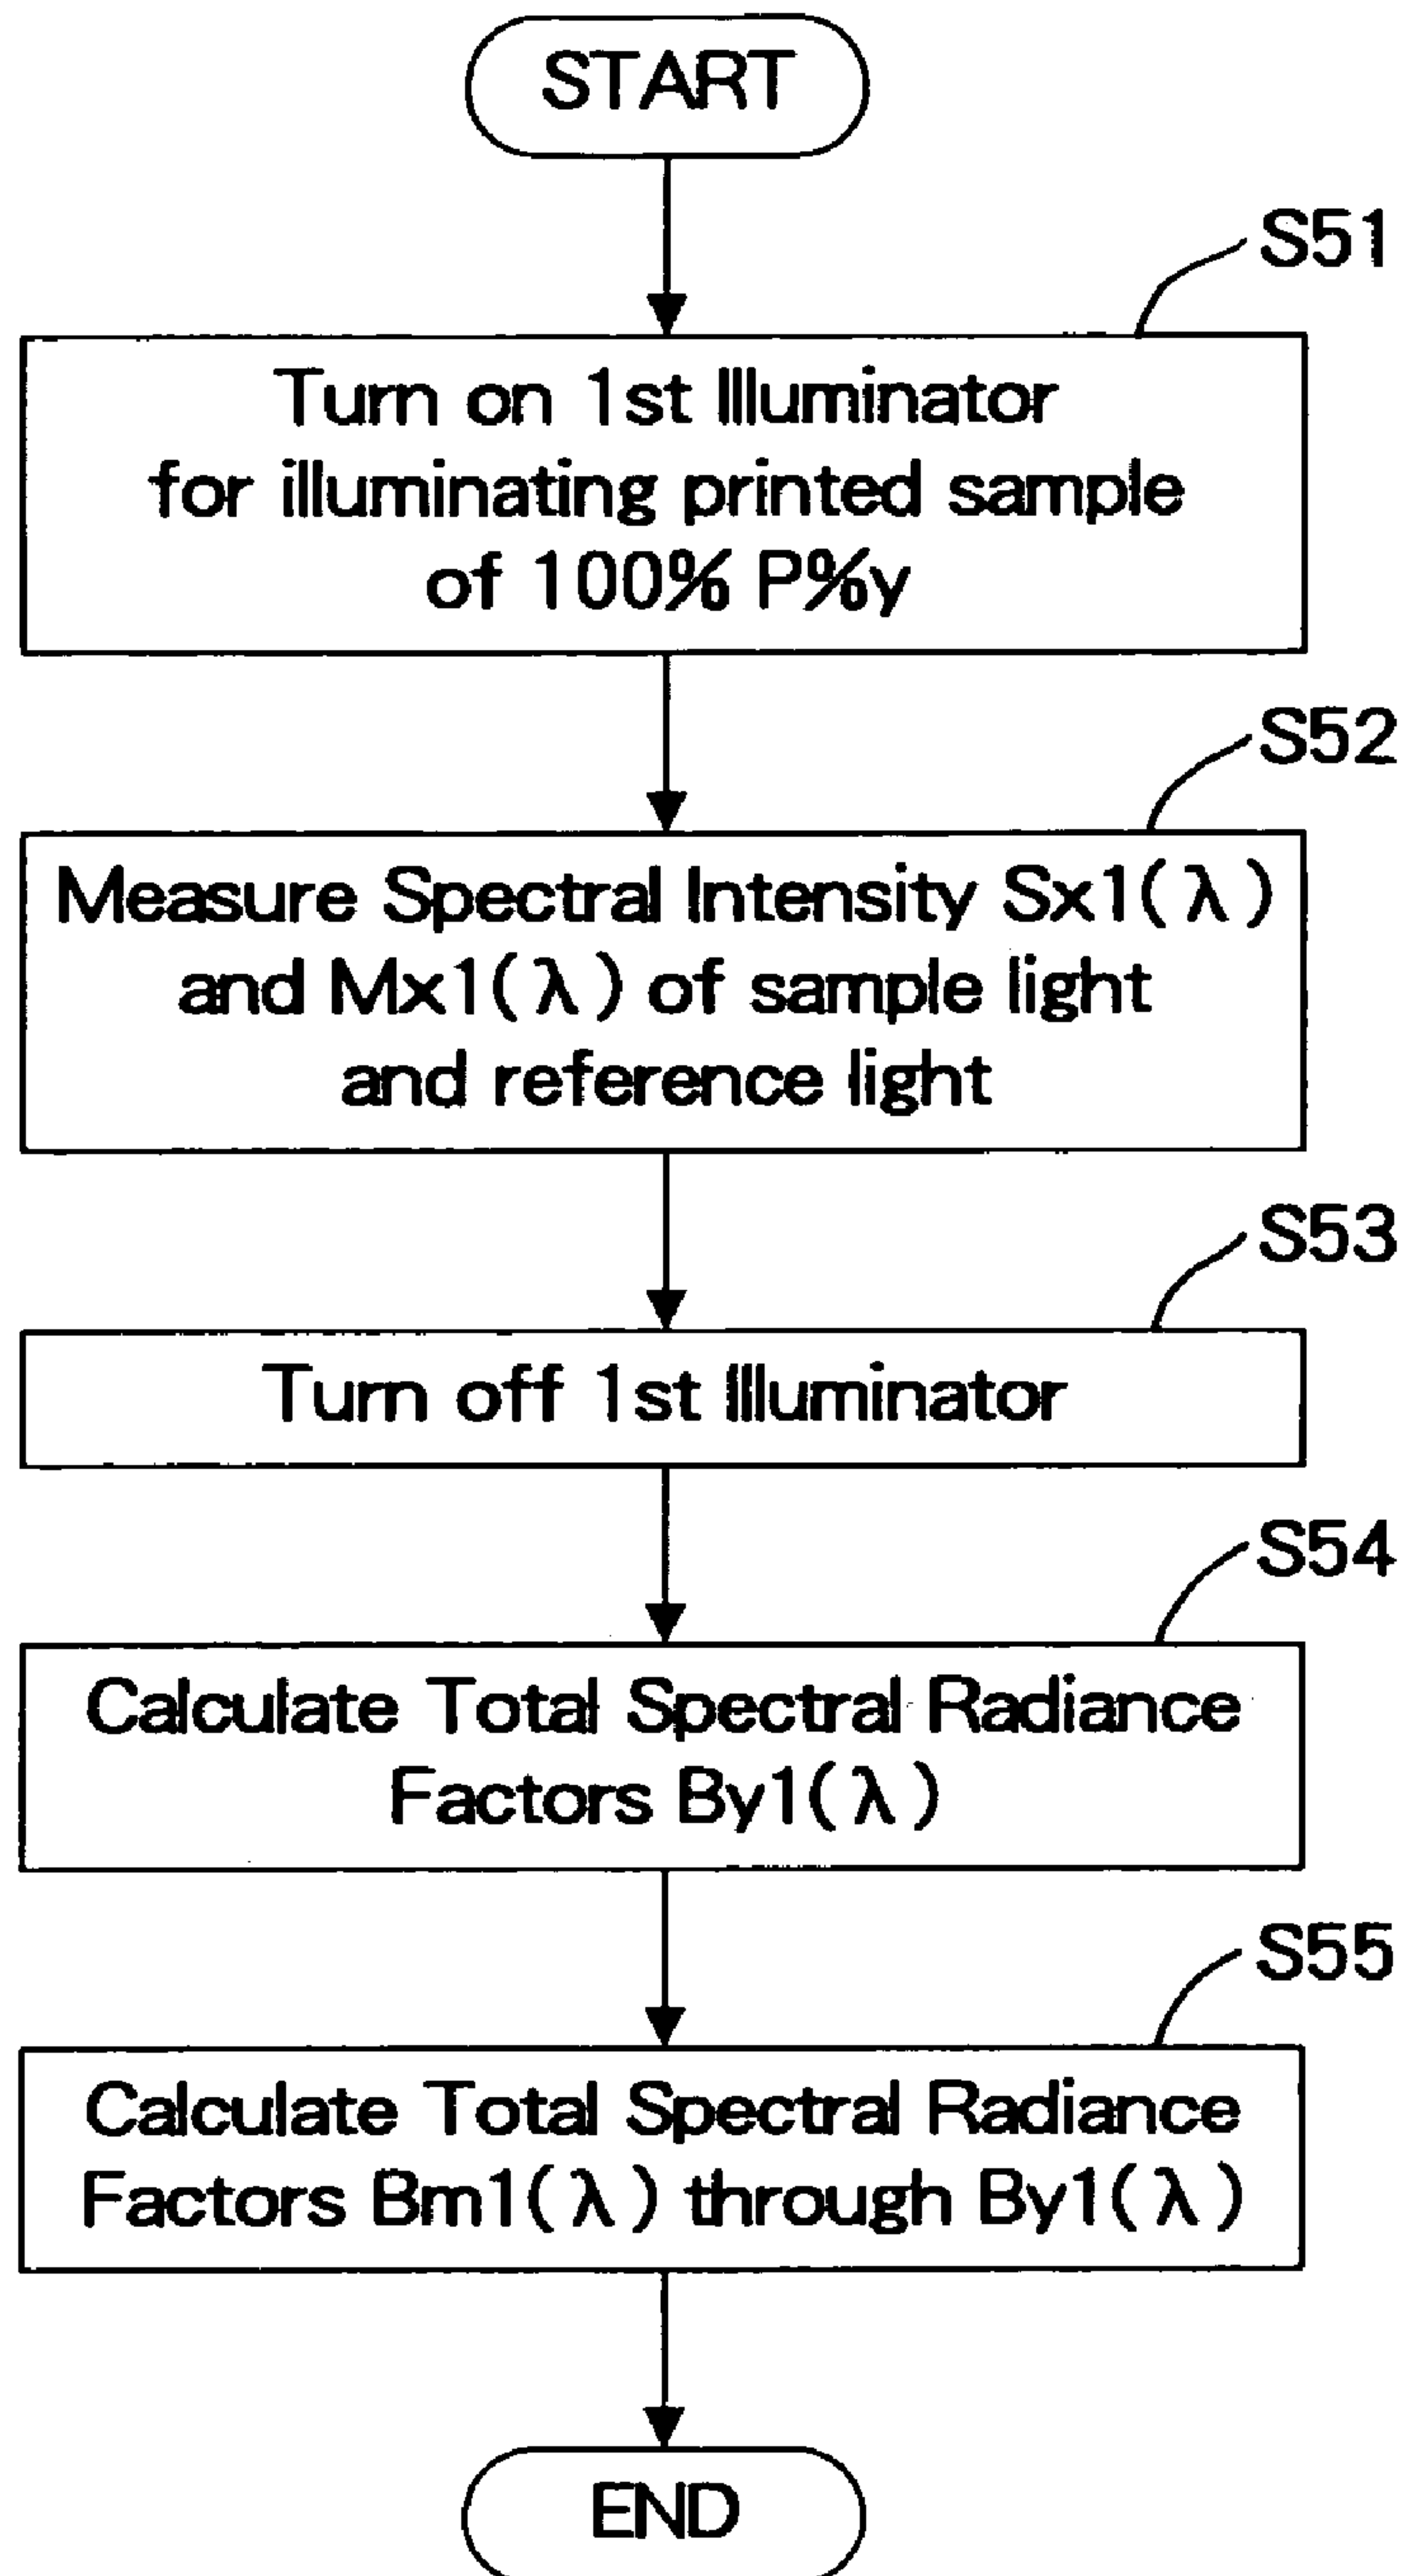 START
S51
Turn on 1st Illuminator
for illuminating printed sample
of 100% P%y
S52
Measure Spectral Intensity Sx1(λ)
and Mx1(λ) of sample light
and reference light
S53
Turn off 1st Illuminator
S54
Calculate Total Spectral Radiance
Factors By1(λ)
S55
Calculate Total Spectral Radiance
Factors Bm1(λ) through By1(λ)
END